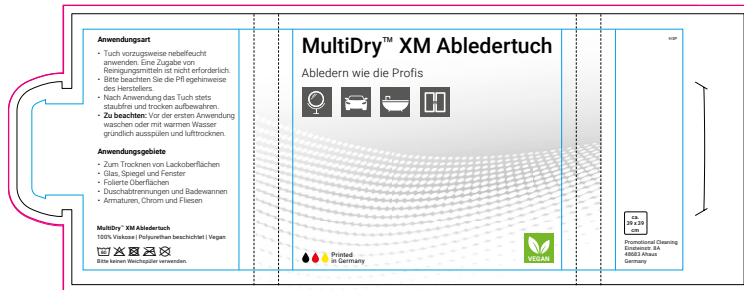 Anwendungsart
• Tuch vorzugsweise nebelfeucht
anwenden. Eine Zugabe von
Reinigungsmitteln ist nicht erforderlich.
• Bitte beachten Sie die Pfl egehinweise
des Herstellers.
• Nach Anwendung das Tuch stets
staubfrei und trocken aufbewahren.
• Zu beachten: Vor der ersten Anwendung
waschen oder mit warmen Wasser
gründlich ausspülen und lufttrocknen.
Anwendungsgebiete
• Zum Trocknen von Lackoberflächen
• Glas, Spiegel und Fenster
• Folierte Oberflächen
• Duschabtrennungen und Badewannen
• Armaturen, Chrom und Fliesen
MultiDry™ XM Abledertuch
100% Viskose | Polyurethan beschichtet | Vegan
Bitte keinen Weichspüler verwenden.
MultiDry™ XM Abledertuch
Abledern wie die Profis
Printed
in Germany
VEGAN
ca.
39 x 39
cm
Promotional Cleaning
Einsteinstr. 8A
48683 Ahaus
Germany